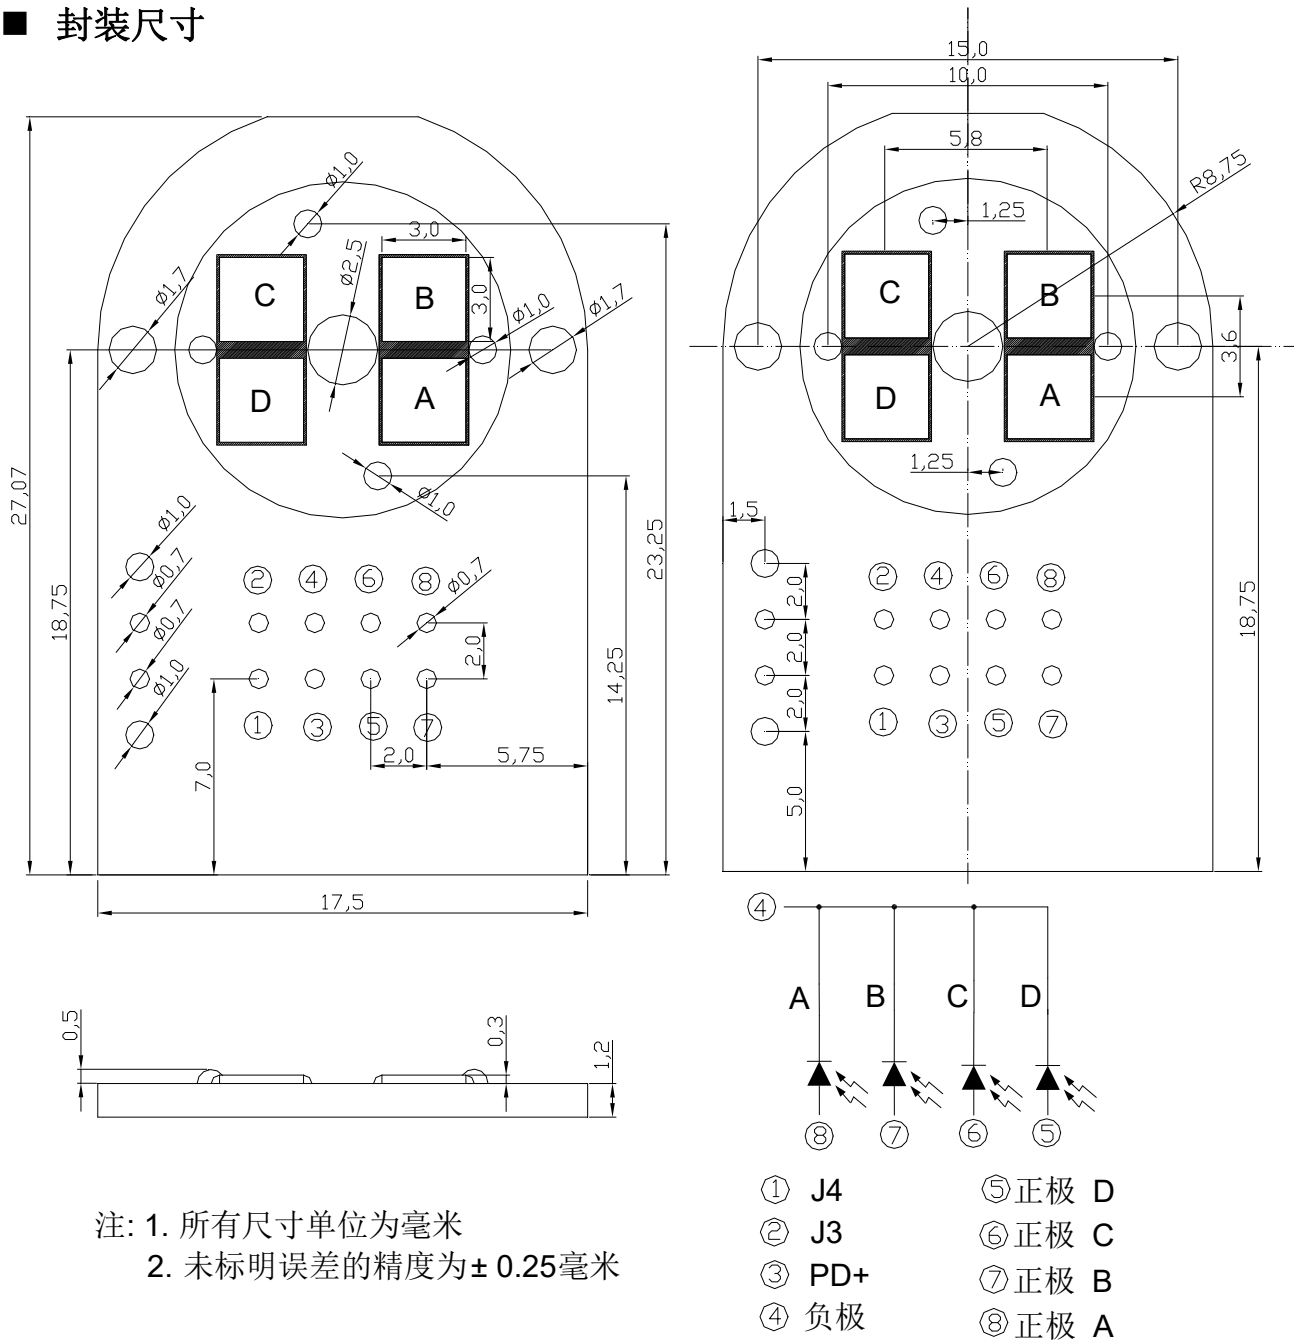 ■ 封装尺寸
15,0
10,0
5,8
R8,75
1,25
ø1,0
3,0
ø2,5
ø1,7
C
B
3,0
ø1,0
ø1,7
C
B
3,6
D
A
D
A
1,25
ø1,0
27,07
1,5
ø1,0
ø0,7
ø0,7
ø1,0
② ④ ⑥ ⑧
ø0,7
23,25
18,75
2,0
14,25
① ③ ⑤ ⑦
2,0
5,75
7,0
17,5
② ④ ⑥ ⑧
2,0
2,0
2,0
18,75
① ③ ⑤ ⑦
5,0
④
A B C D
⑧ ⑦ ⑥ ⑤
0,5
0,3
1,2
① J4
② J3
③ PD+
④ 负极
⑤正极 D
⑥正极 C
⑦正极 B
⑧正极 A
注: 1. 所有尺寸单位为毫米
2. 未标明误差的精度为± 0.25毫米